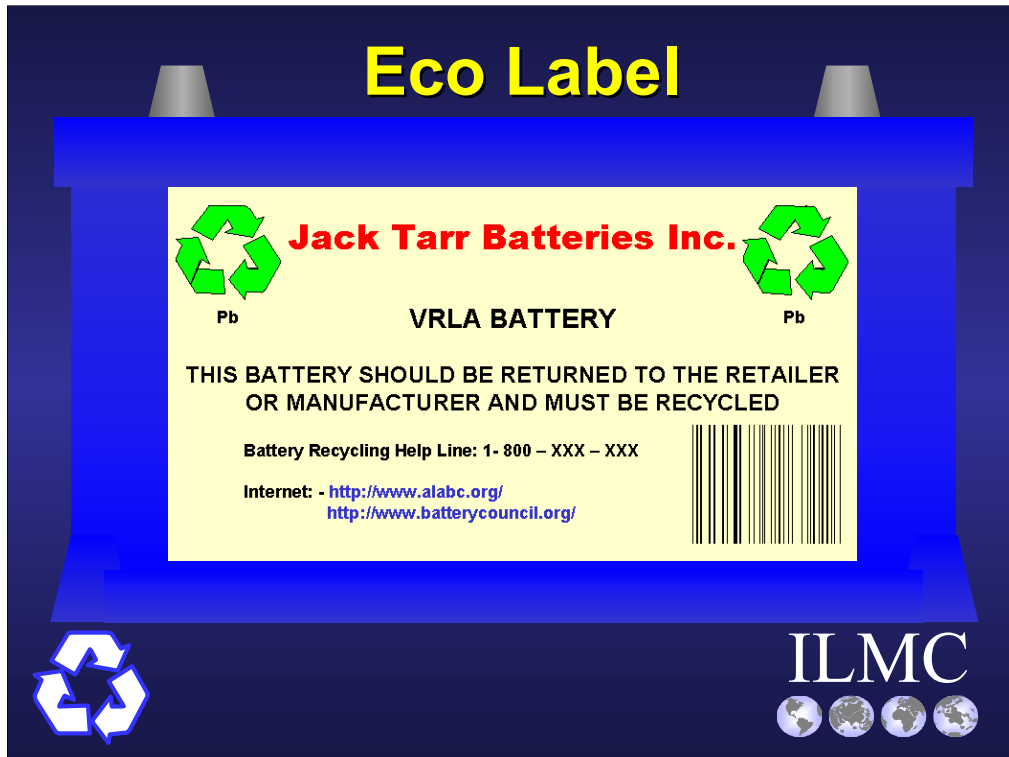 Eco Label
Jack Tarr Batteries Inc.
Pb
VRLA BATTERY
Pb
THIS BATTERY SHOULD BE RETURNED TO THE RETAILER
OR MANUFACTURER AND MUST BE RECYCLED
Battery Recycling Help Line: 1- 800 – XXX – XXX
Internet: - http://www.alabc.org/
http://www.batterycouncil.org/
ILMC